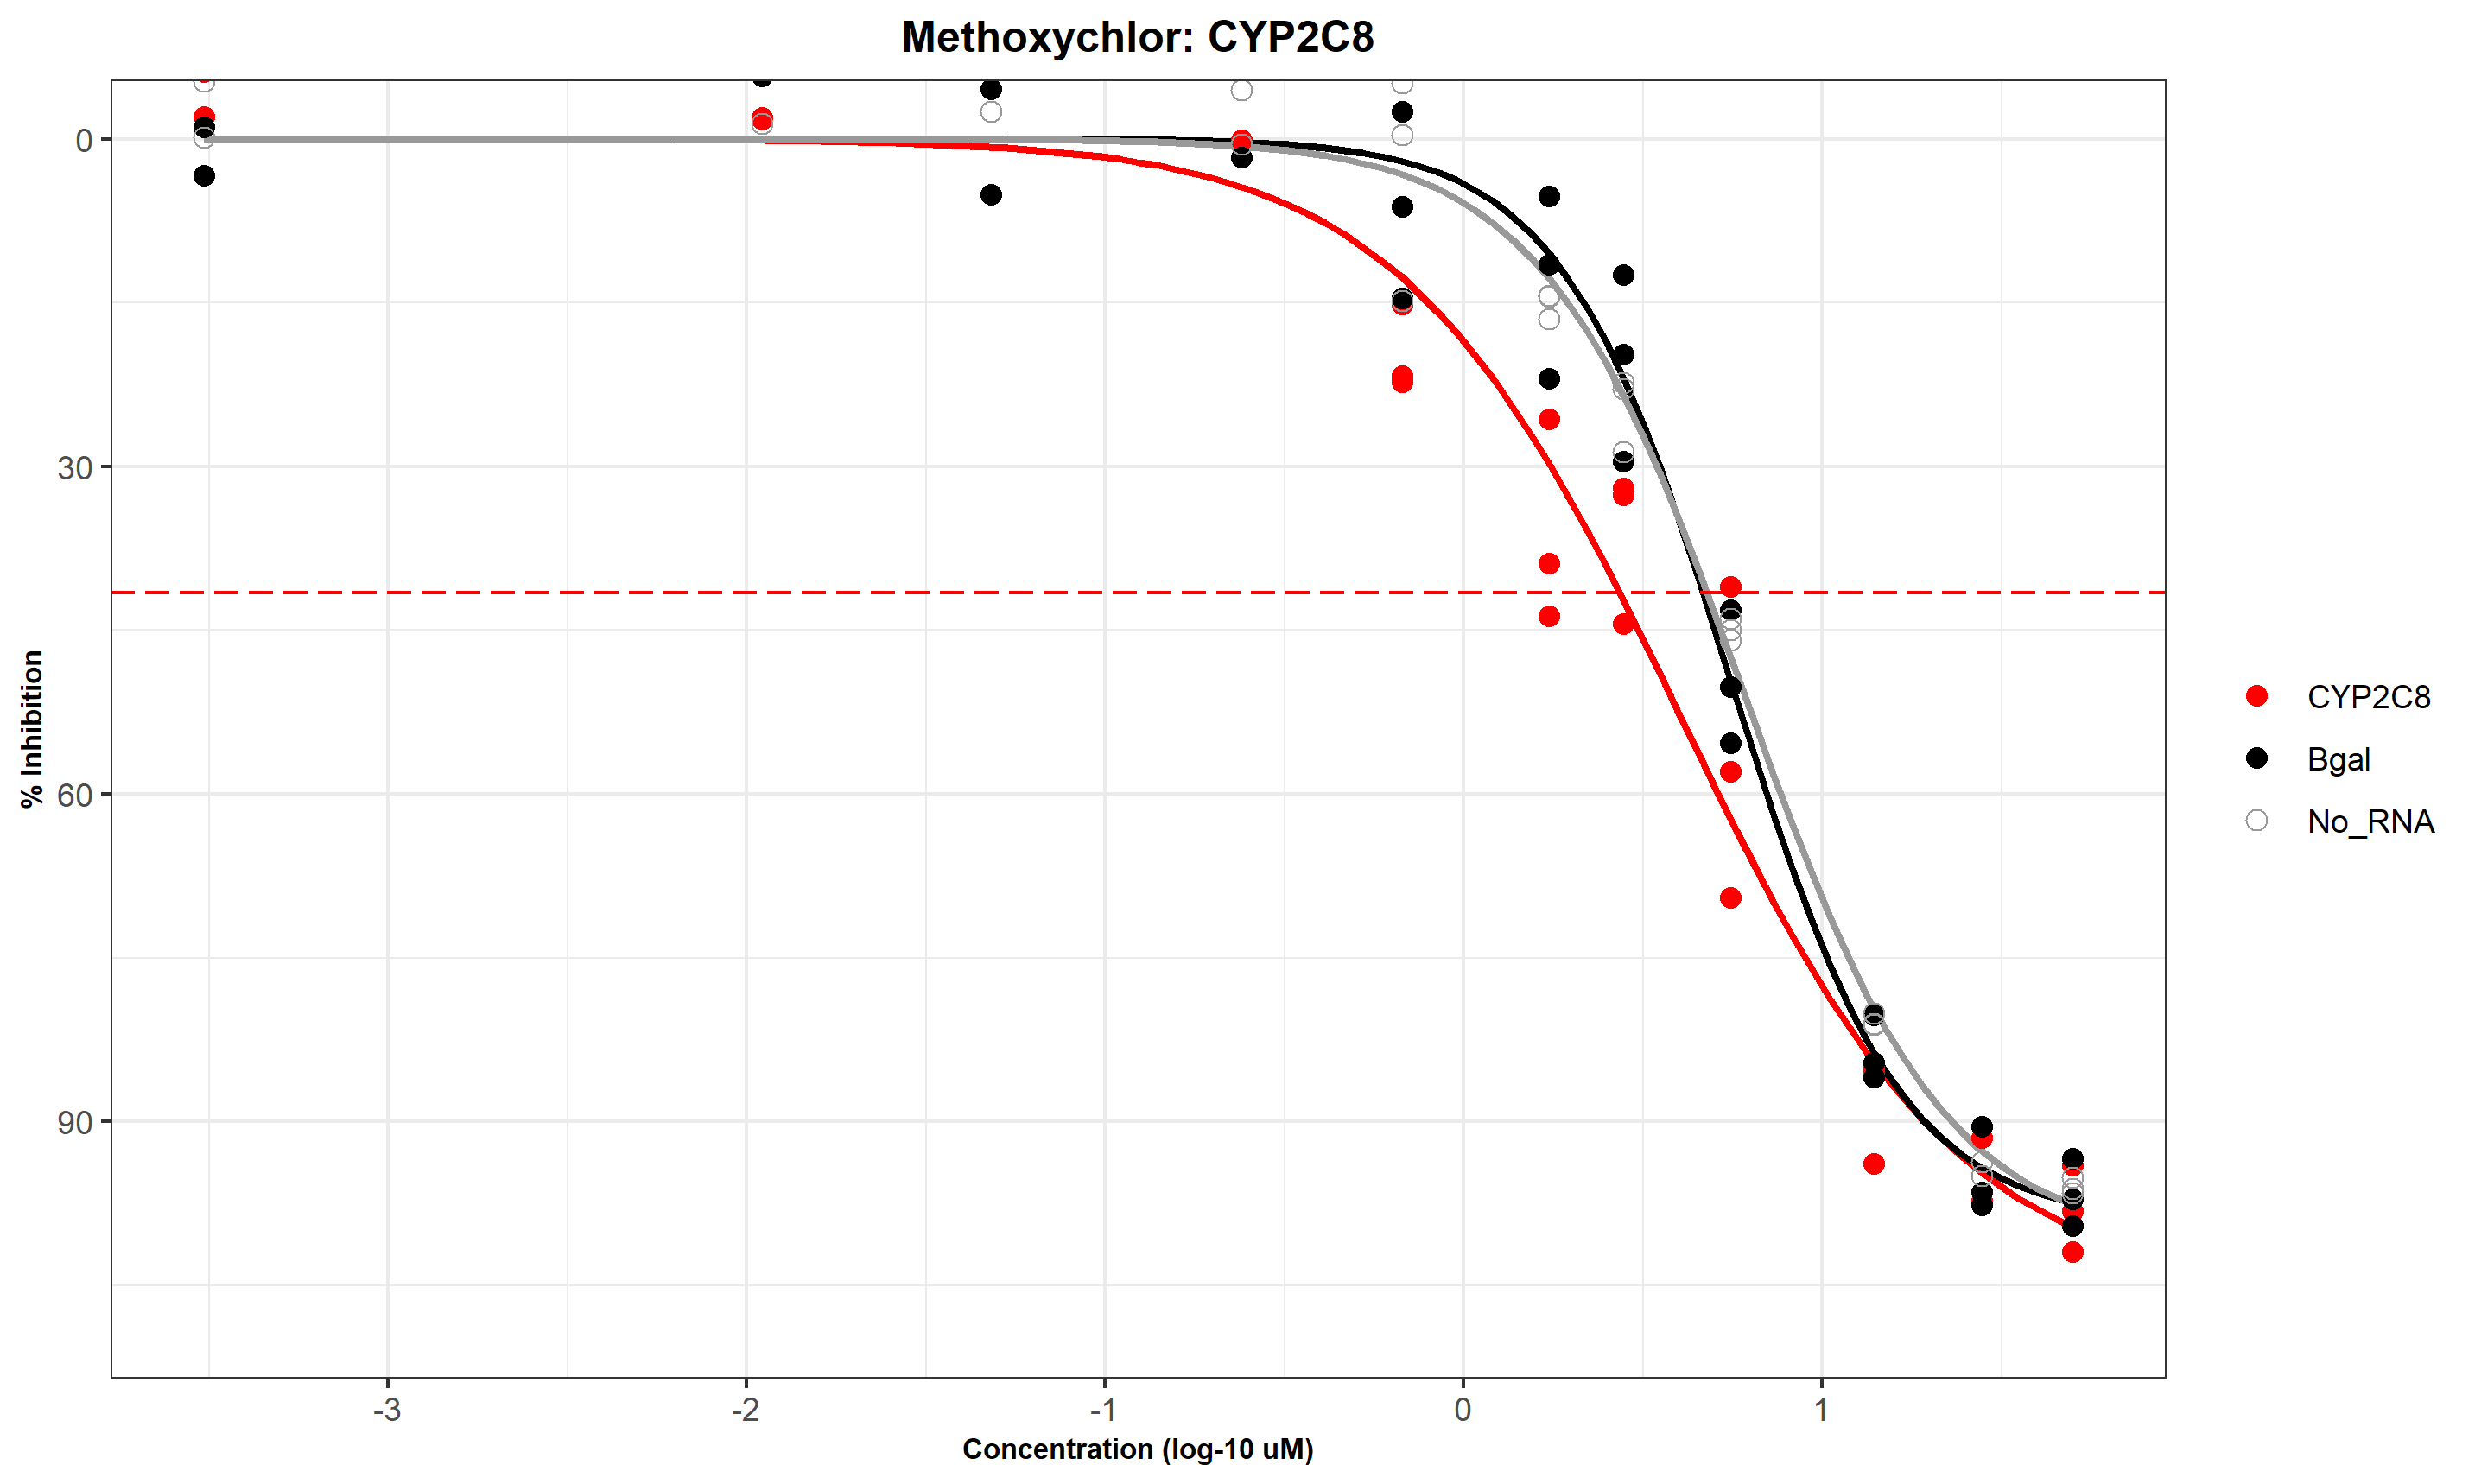 Methoxychlor: CYP2C8
% Inhibition
0
30
60
90
-3
-2
-1
0
1
Concentration (log-10 uM)
CYP2C8
Bgal
No_RNA